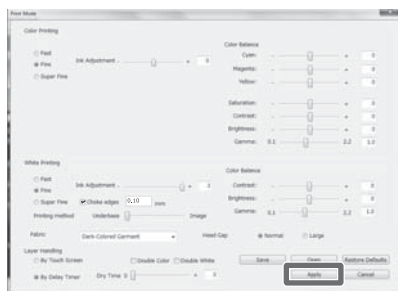 Print Mode
Color Printing
Fast
Fine
Super Fine
Ink Adjustment - + 0
Color Balance
Cyan: - + 0
Magenta: - + 0
Yellow: - + 0
Saturation: - + 0
Contrast: - + 0
Brightness: - + 0
Gamma: 0.1 2.2 1.0
White Printing
Fast
Fine
Super Fine
Ink Adjustment - + 3
Choke edges 0.10 mm
Printing method Underbase Image
Color Balance
Contrast: - + 0
Brightness: - + 0
Gamma: 0.1 2.2 1.0
Fabric: Dark-Colored Garment
Head Gap Normal Large
Layer Handling
By Touch Screen Double Color Double White
By Delay Timer Dry Time 0
Save Open Restore Defaults
Apply Cancel